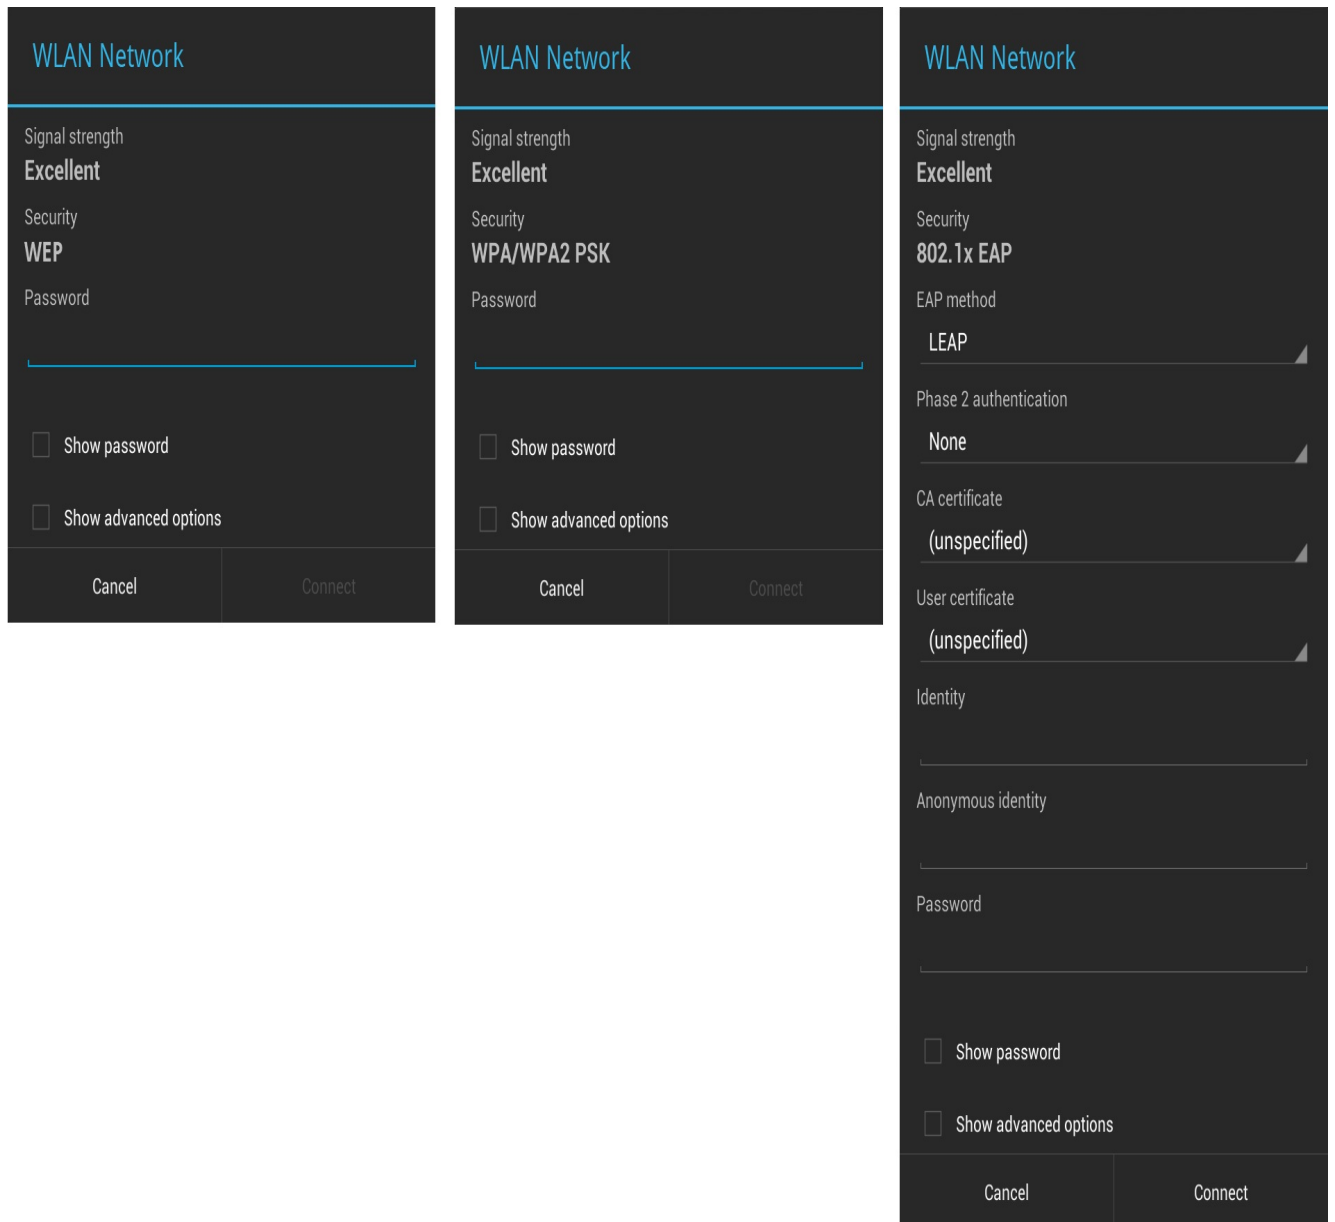 WLAN Network
Signal strength
Excellent
Security
WEP
Password
Show password
Show advanced options
Cancel
Connect
WLAN Network
Signal strength
Excellent
Security
WPA/WPA2 PSK
Password
Show password
Show advanced options
Cancel
Connect
WLAN Network
Signal strength
Excellent
Security
802.1x EAP
EAP method
LEAP
Phase 2 authentication
None
CA certificate
(unspecified)
User certificate
(unspecified)
Identity
Anonymous identity
Password
Show password
Show advanced options
Cancel
Connect